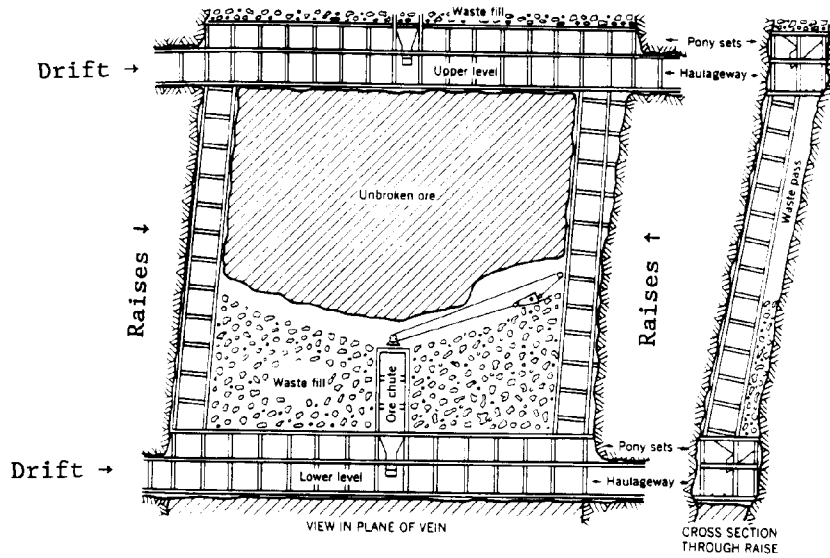 Waste fill
Drift →
Upper level
← Pony sets →
← Haulageway →
Unbroken ore
Waste pass
Raises ↓
Raises ↑
Waste fill
Ore chute
← Pony sets →
Drift →
Lower level
← Haulageway →
VIEW IN PLANE OF VEIN
CROSS SECTION
THROUGH RAISE